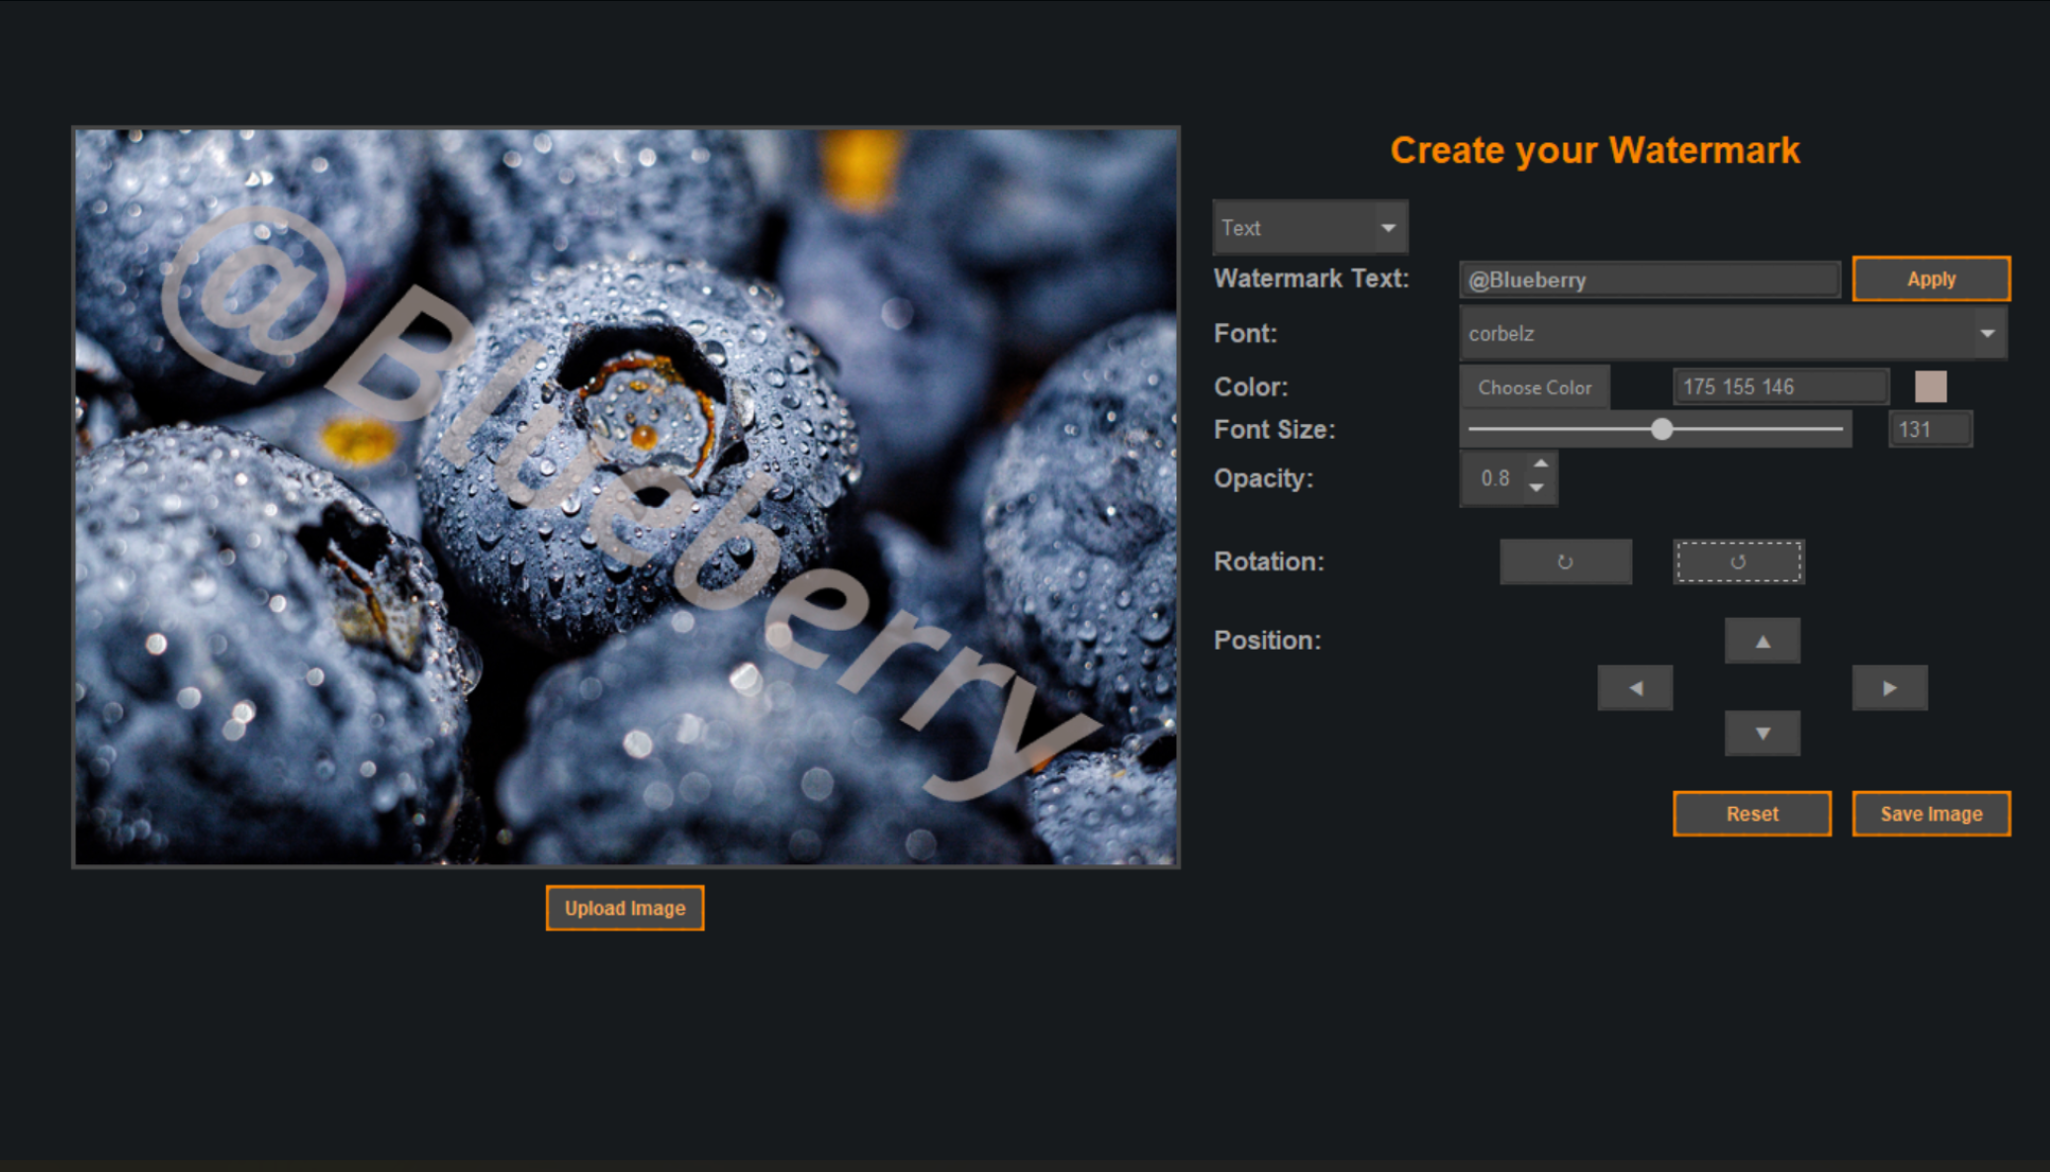 @Blueberry
Create your Watermark
Text
Watermark Text: @Blueberry Apply
Font: corbelz
Color: Choose Color 175 155 146
Font Size: 131
Opacity: 0.8
Rotation: ↻ ↺
Position: ▲
◀ ▶
▼
Reset Save Image
Upload Image